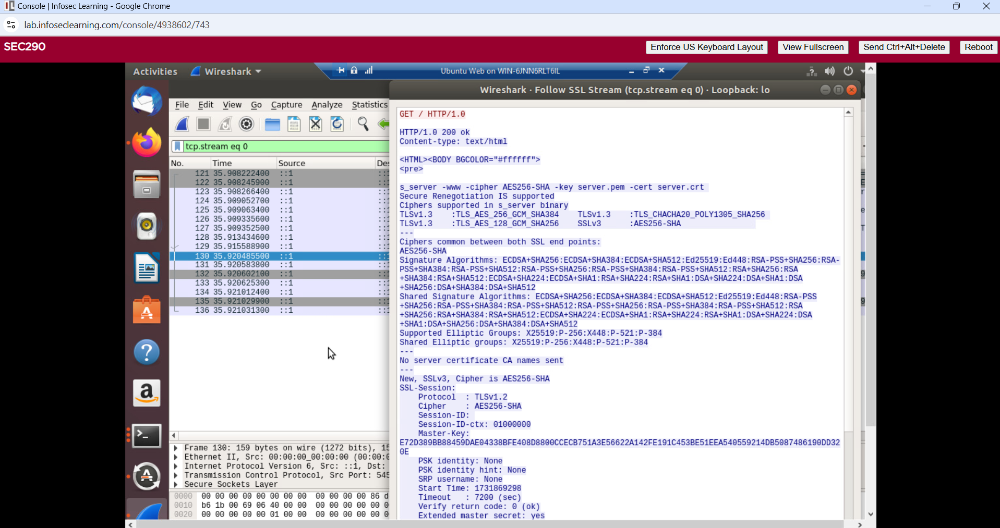 Console | Infosec Learning - Google Chrome
lab.infoseclearning.com/console/4938602/743
SEC290
Enforce US Keyboard Layout
View Fullscreen
Send Ctrl+Alt+Delete
Reboot
Activities
Wireshark
Ubuntu Web on WIN-6JNN6RLT6IL
Wireshark · Follow SSL Stream (tcp.stream eq 0) · Loopback: lo
File Edit View Go Capture Analyze Statistics
tcp.stream eq 0
No. Time Source Des
121 35.908222400 ::1 ::1
122 35.908245900 ::1 ::1
123 35.908266400 ::1 ::1
124 35.909052700 ::1 ::1
125 35.909063400 ::1 ::1
126 35.909335600 ::1 ::1
127 35.909352500 ::1 ::1
128 35.913434600 ::1 ::1
129 35.915588900 ::1 ::1
130 35.920485500 ::1 ::1
131 35.920583800 ::1 ::1
132 35.920602100 ::1 ::1
133 35.920625300 ::1 ::1
134 35.921012400 ::1 ::1
135 35.921029900 ::1 ::1
136 35.921031300 ::1 ::1
Frame 130: 159 bytes on wire (1272 bits), 15
Ethernet II, Src: 00:00:00_00:00:00 (00:00:0
Internet Protocol Version 6, Src: ::1, Dst:
Transmission Control Protocol, Src Port: 545
Secure Sockets Layer
0000 00 00 00 00 00 00 00 00 00 00 00 00 86 d
0010 b6 1b 00 69 06 40 00 00 00 00 00 00 00 0
0020 00 00 00 00 00 01 00 00 00 00 00 00 00 0
GET / HTTP/1.0
HTTP/1.0 200 ok
Content-type: text/html
<HTML><BODY BGCOLOR="#ffffff">
<pre>
s_server -www -cipher AES256-SHA -key server.pem -cert server.crt
Secure Renegotiation IS supported
Ciphers supported in s_server binary
TLSv1.3 :TLS_AES_256_GCM_SHA384 TLSv1.3 :TLS_CHACHA20_POLY1305_SHA256
TLSv1.3 :TLS_AES_128_GCM_SHA256 SSLv3 :AES256-SHA
---
Ciphers common between both SSL end points:
AES256-SHA
Signature Algorithms: ECDSA+SHA256:ECDSA+SHA384:ECDSA+SHA512:Ed25519:Ed448:RSA-PSS+SHA256:RSA-
PSS+SHA384:RSA-PSS+SHA512:RSA-PSS+SHA256:RSA-PSS+SHA384:RSA-PSS+SHA512:RSA+SHA256:RSA
+SHA384:RSA+SHA512:ECDSA+SHA224:ECDSA+SHA1:RSA+SHA224:RSA+SHA1:DSA+SHA224:DSA+SHA1:DSA
+SHA256:DSA+SHA384:DSA+SHA512
Shared Signature Algorithms: ECDSA+SHA256:ECDSA+SHA384:ECDSA+SHA512:Ed25519:Ed448:RSA-PSS
+SHA256:RSA-PSS+SHA384:RSA-PSS+SHA512:RSA-PSS+SHA256:RSA-PSS+SHA384:RSA-PSS+SHA512:RSA
+SHA256:RSA+SHA384:RSA+SHA512:ECDSA+SHA224:ECDSA+SHA1:RSA+SHA224:RSA+SHA1:DSA+SHA224:DSA
+SHA1:DSA+SHA256:DSA+SHA384:DSA+SHA512
Supported Elliptic Groups: X25519:P-256:X448:P-521:P-384
Shared Elliptic groups: X25519:P-256:X448:P-521:P-384
---
No server certificate CA names sent
---
New, SSLv3, Cipher is AES256-SHA
SSL-Session:
Protocol : TLSv1.2
Cipher : AES256-SHA
Session-ID:
Session-ID-ctx: 01000000
Master-Key:
E72D389BB88459DAE04338BFE408D8800CCECB751A3E56622A142FE191C453BE51EEA540559214DB5087486190DD32
0E
PSK identity: None
PSK identity hint: None
SRP username: None
Start Time: 1731869298
Timeout : 7200 (sec)
Verify return code: 0 (ok)
Extended master secret: yes